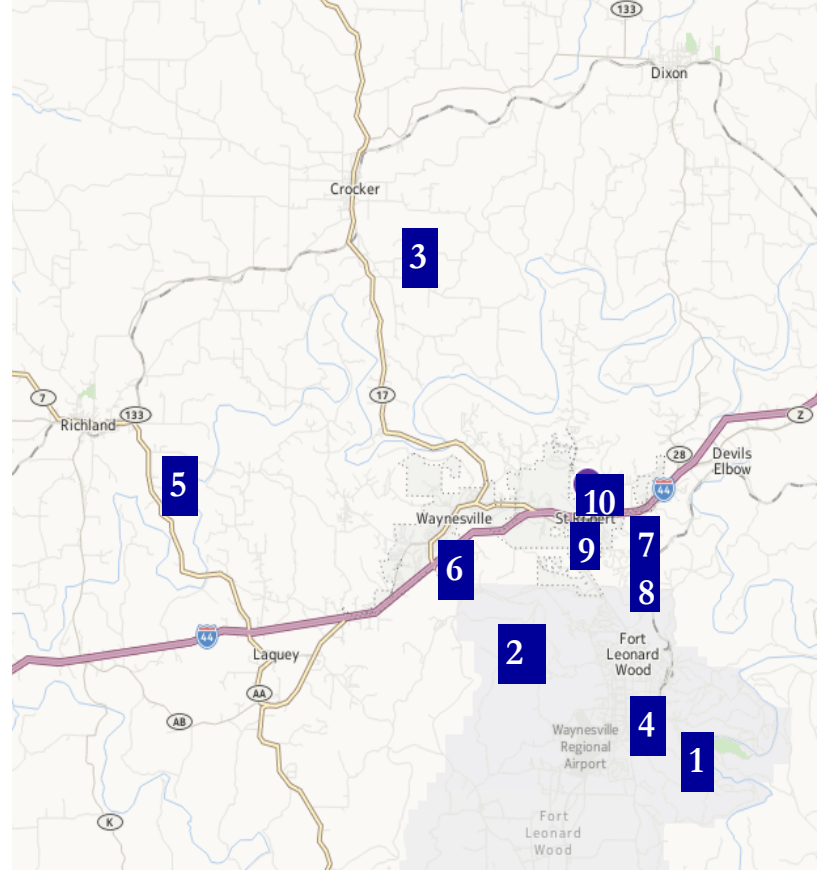 133
Dixon
Crocker
3
17
7
133
Richland
28
Z
Devils
Elbow
5
44
10
Waynesville
St Robert
9
7
6
8
44
2
Fort
Leonard
Wood
Laquey
AA
AB
4
Waynesville
Regional
Airport
1
K
Fort
Leonard
Wood